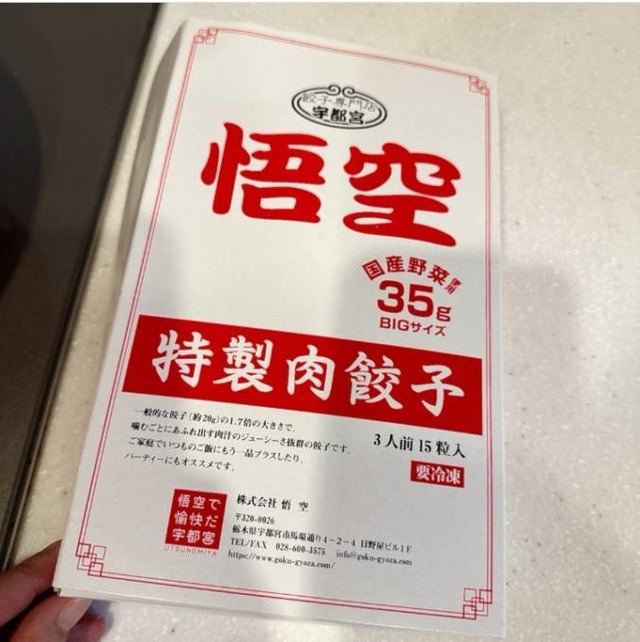 餃子専門店
宇都宮
悟空
国産野菜使用
35g
BIGサイズ
特製肉餃子
一般的な餃子(約20g)の1.7倍の大きさで、
噛むごとにあふれ出す肉汁のジューシーさ抜群の餃子です。
ご家庭でいつものご飯にもう一品プラスしたり、
パーティーにもオススメです。
3人前15粒入
要冷凍
悟空で
愉快だ
宇都宮
UTSUNOMIYA
株式会社 悟空
〒320-0026
栃木県宇都宮市馬場通り4-2-4 日野屋ビル1F
TEL/FAX 028-600-3575 info@goku-gyoza.com/
https://www.goku-gyoza.com/